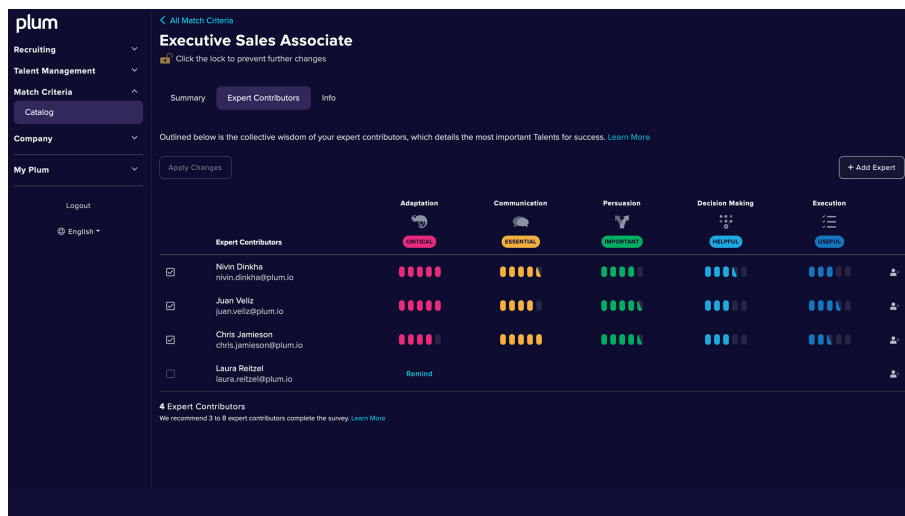 plum
Recruiting
Talent Management
Match Criteria
Catalog
Company
My Plum
Logout
English
All Match Criteria
Executive Sales Associate
Click the lock to prevent further changes
Summary Expert Contributors Info
Outlined below is the collective wisdom of your expert contributors, which details the most important Talents for success. Learn More
Apply Changes + Add Expert
Adaptation Communication Persuasion Decision Making Execution
Expert Contributors CRITICAL ESSENTIAL IMPORTANT HELPFUL USEFUL
Nivin Dinkha
nivin.dinkha@plum.io
Juan Veliz
juan.veliz@plum.io
Chris Jamieson
chris.jamieson@plum.io
Laura Reitzel
laura.reitzel@plum.io
Remind
4 Expert Contributors
We recommend 3 to 8 expert contributors complete the survey. Learn More